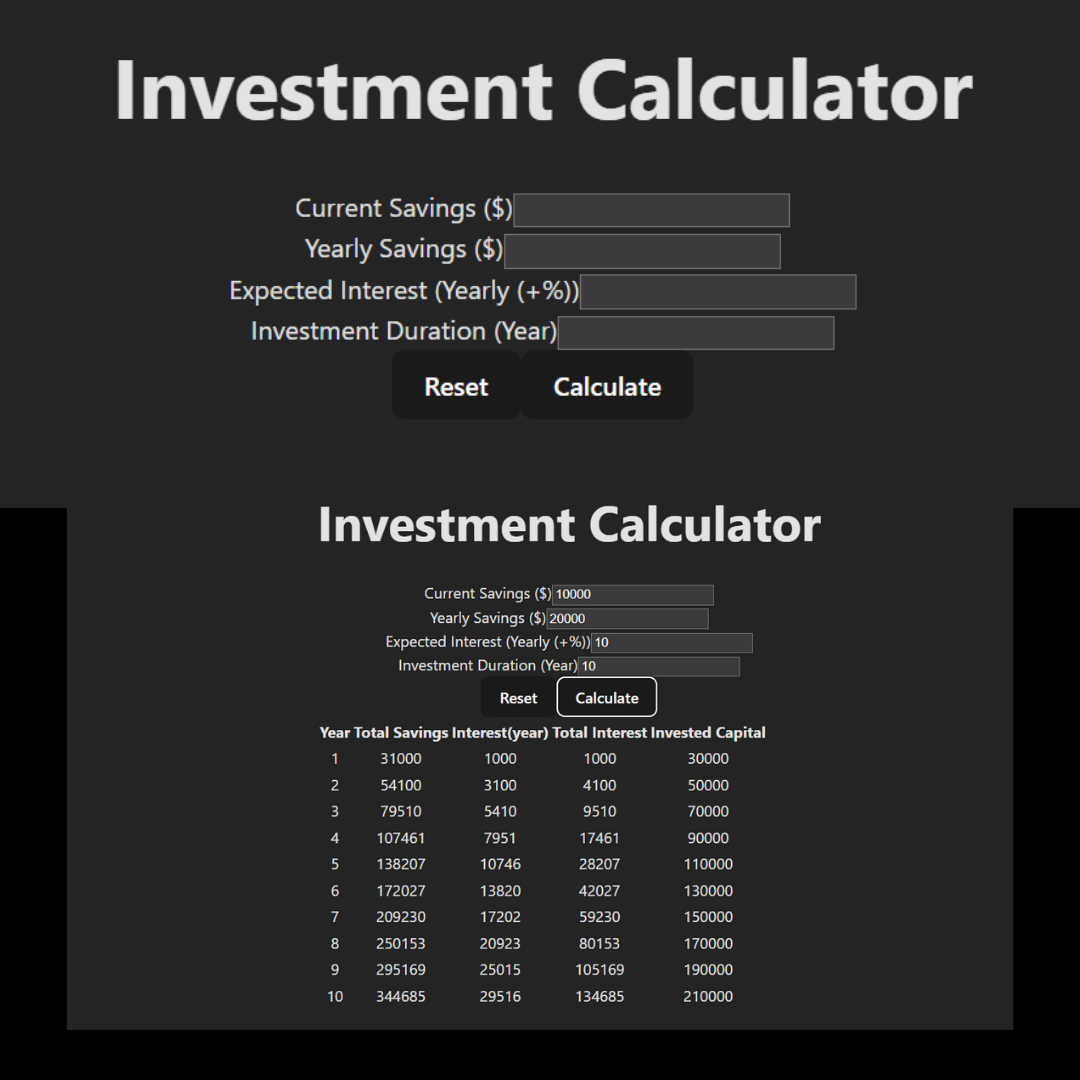 Investment Calculator
Current Savings ($)
Yearly Savings ($)
Expected Interest (Yearly (+%))
Investment Duration (Year)
Reset Calculate
Investment Calculator
Current Savings ($) 10000
Yearly Savings ($) 20000
Expected Interest (Yearly (+%)) 10
Investment Duration (Year) 10
Reset Calculate
Year Total Savings Interest(year) Total Interest Invested Capital
1 31000 1000 1000 30000
2 54100 3100 4100 50000
3 79510 5410 9510 70000
4 107461 7951 17461 90000
5 138207 10746 28207 110000
6 172027 13820 42027 130000
7 209230 17202 59230 150000
8 250153 20923 80153 170000
9 295169 25015 105169 190000
10 344685 29516 134685 210000